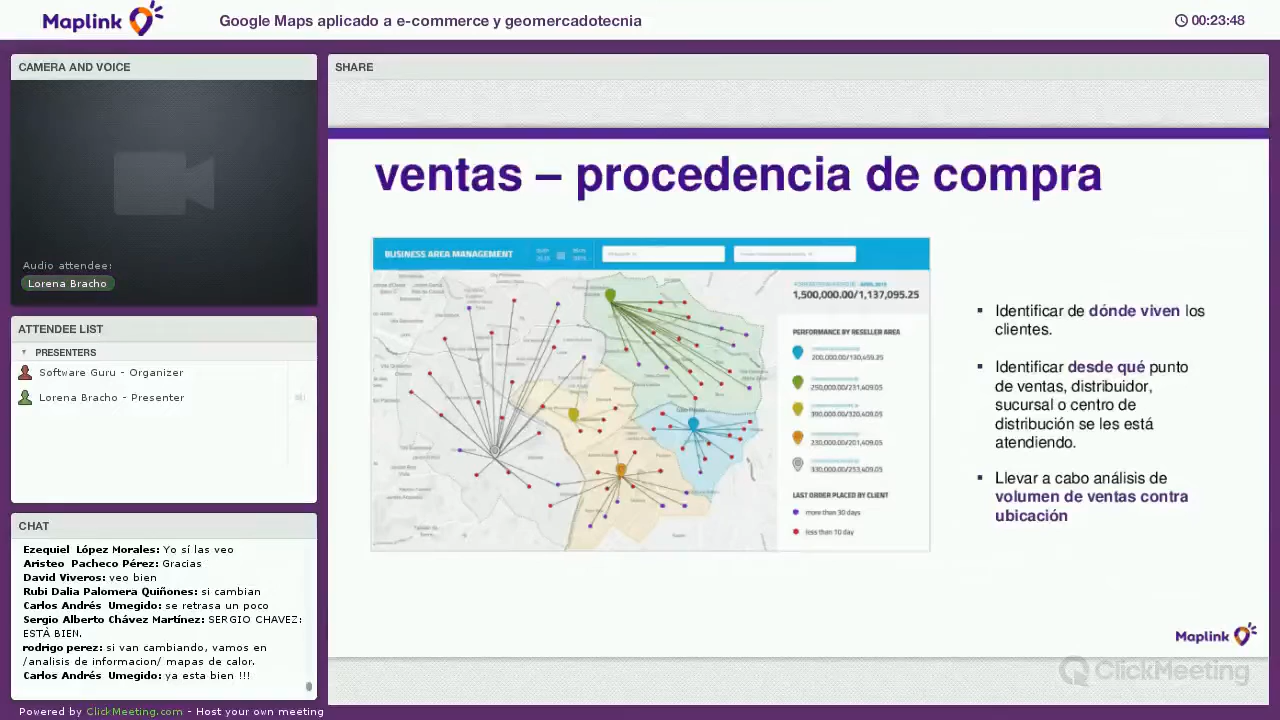 Maplink
Google Maps aplicado a e-commerce y geomercadotecnia
00:23:48
CAMERA AND VOICE
Audio attendee:
Lorena Bracho
ATTENDEE LIST
PRESENTERS
Software Guru - Organizer
Lorena Bracho - Presenter
CHAT
Ezequiel López Morales: Yo sí las veo
Aristeo Pacheco Pérez: Gracias
David Viveros: veo bien
Rubi Dalia Palomera Quiñones: si cambian
Carlos Andrés Umegido: se retrasa un poco
Sergio Alberto Chávez Martínez: SERGIO CHAVEZ:
ESTÁ BIEN.
rodrigo perez: si van cambiando, vamos en
/analisis de informacion/ mapas de calor.
Carlos Andrés Umegido: ya esta bien !!!
Powered by ClickMeeting.com - Host your own meeting
SHARE
ventas – procedencia de compra
BUSINESS AREA MANAGEMENT
1,500,000.00/1,137,095.25
PERFORMANCE BY RESELLER AREA
200,000.00/130,459.25
250,000.00/231,409.05
390,000.00/320,409.05
230,000.00/201,409.05
330,000.00/253,409.05
LAST ORDER PLACED BY CLIENT
more than 30 days
less than 10 day
▪ Identificar de dónde viven los
clientes.
▪ Identificar desde qué punto
de ventas, distribuidor,
sucursal o centro de
distribución se les está
atendiendo.
▪ Llevar a cabo análisis de
volumen de ventas contra
ubicación
Maplink
ClickMeeting